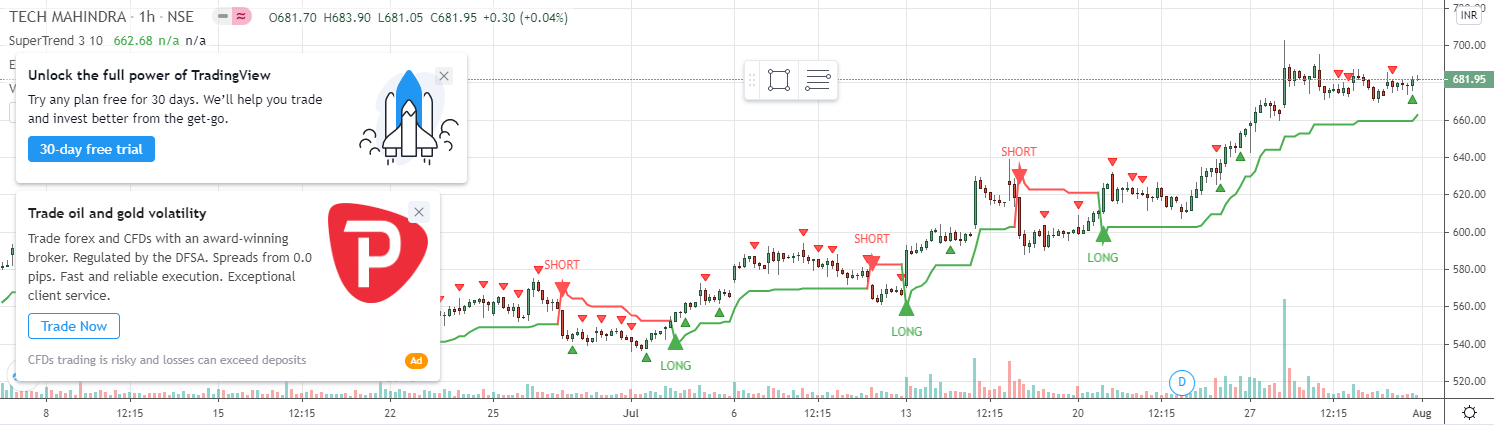 TECH MAHINDRA · 1h · NSE
O681.70 H683.90 L681.05 C681.95 +0.30 (+0.04%)
SuperTrend 3 10 662.68 n/a n/a
Unlock the full power of TradingView
Try any plan free for 30 days. We'll help you trade
and invest better from the get-go.
30-day free trial
Trade oil and gold volatility
Trade forex and CFDs with an award-winning
broker. Regulated by the DFSA. Spreads from 0.0
pips. Fast and reliable execution. Exceptional
client service.
Trade Now
CFDs trading is risky and losses can exceed deposits
Ad
P
SHORT
LONG
SHORT
LONG
SHORT
LONG
D
INR
700.00
681.95
660.00
640.00
620.00
600.00
580.00
560.00
540.00
520.00
8 12:15 15 12:15 22 25 Jul 6 12:15 13 12:15 20 12:15 27 12:15 Aug